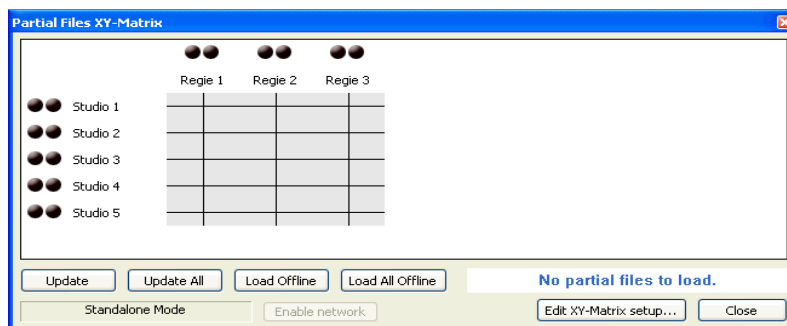 Partial Files XY-Matrix
Regie 1 Regie 2 Regie 3
Studio 1
Studio 2
Studio 3
Studio 4
Studio 5
Update Update All Load Offline Load All Offline No partial files to load.
Standalone Mode Enable network Edit XY-Matrix setup... Close